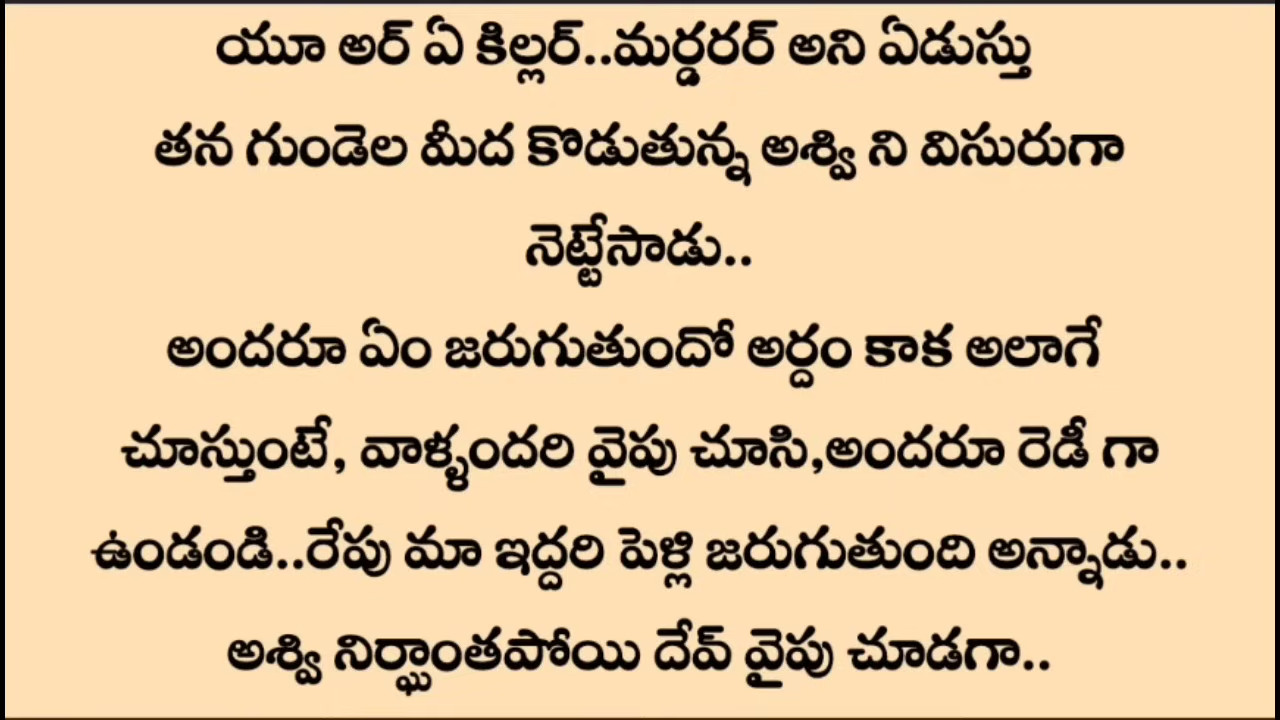 యూ అర్ ఏ కిల్లర్..మర్డరర్ అని ఏడుస్తు
తన గుండెల మీద కొడుతున్న అశ్వి ని విసురుగా
నెట్టేసాడు..
అందరూ ఏం జరుగుతుందో అర్దం కాక అలాగే
చూస్తుంటే, వాళ్ళందరి వైపు చూసి,అందరూ రెడీ గా
ఉండండి..రేపు మా ఇద్దరి పెళ్లి జరుగుతుంది అన్నాడు..
అశ్వి నిర్ఘాంతపోయి దేవ్ వైపు చూడగా..